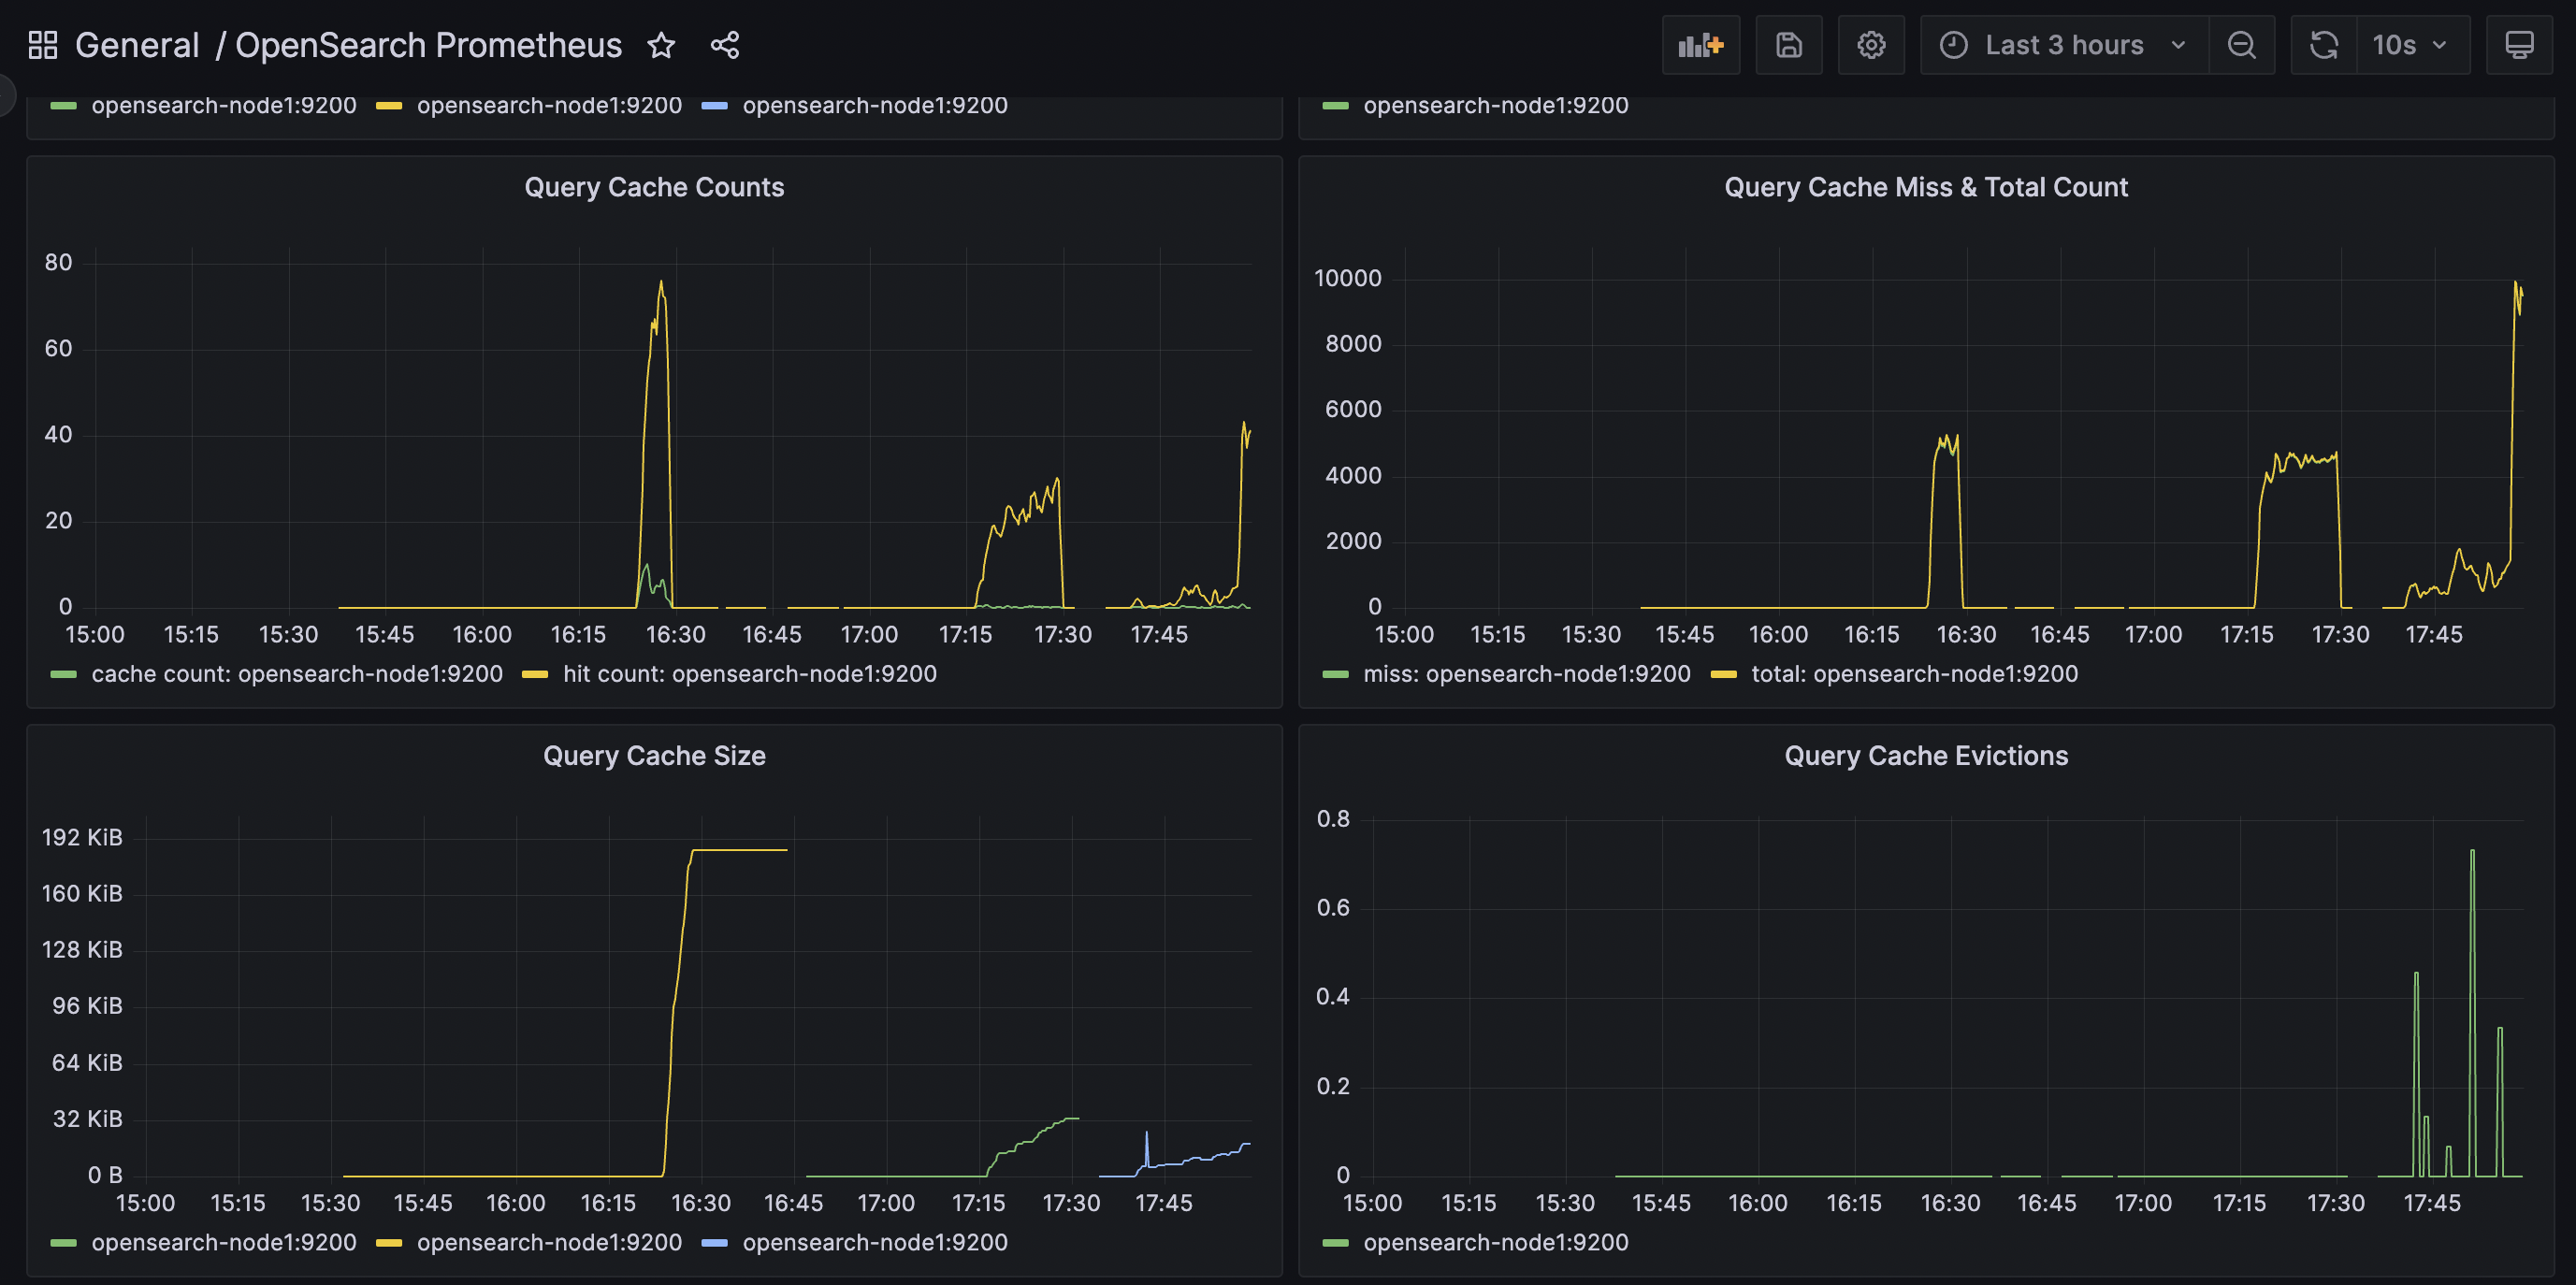 General / OpenSearch Prometheus
Last 3 hours
10s
opensearch-node1:9200 opensearch-node1:9200 opensearch-node1:9200
opensearch-node1:9200
Query Cache Counts
80
60
40
20
0
15:00 15:15 15:30 15:45 16:00 16:15 16:30 16:45 17:00 17:15 17:30 17:45
cache count: opensearch-node1:9200 hit count: opensearch-node1:9200
Query Cache Miss & Total Count
10000
8000
6000
4000
2000
0
15:00 15:15 15:30 15:45 16:00 16:15 16:30 16:45 17:00 17:15 17:30 17:45
miss: opensearch-node1:9200 total: opensearch-node1:9200
Query Cache Size
192 KiB
160 KiB
128 KiB
96 KiB
64 KiB
32 KiB
0 B
15:00 15:15 15:30 15:45 16:00 16:15 16:30 16:45 17:00 17:15 17:30 17:45
opensearch-node1:9200 opensearch-node1:9200 opensearch-node1:9200
Query Cache Evictions
0.8
0.6
0.4
0.2
0
15:00 15:15 15:30 15:45 16:00 16:15 16:30 16:45 17:00 17:15 17:30 17:45
opensearch-node1:9200